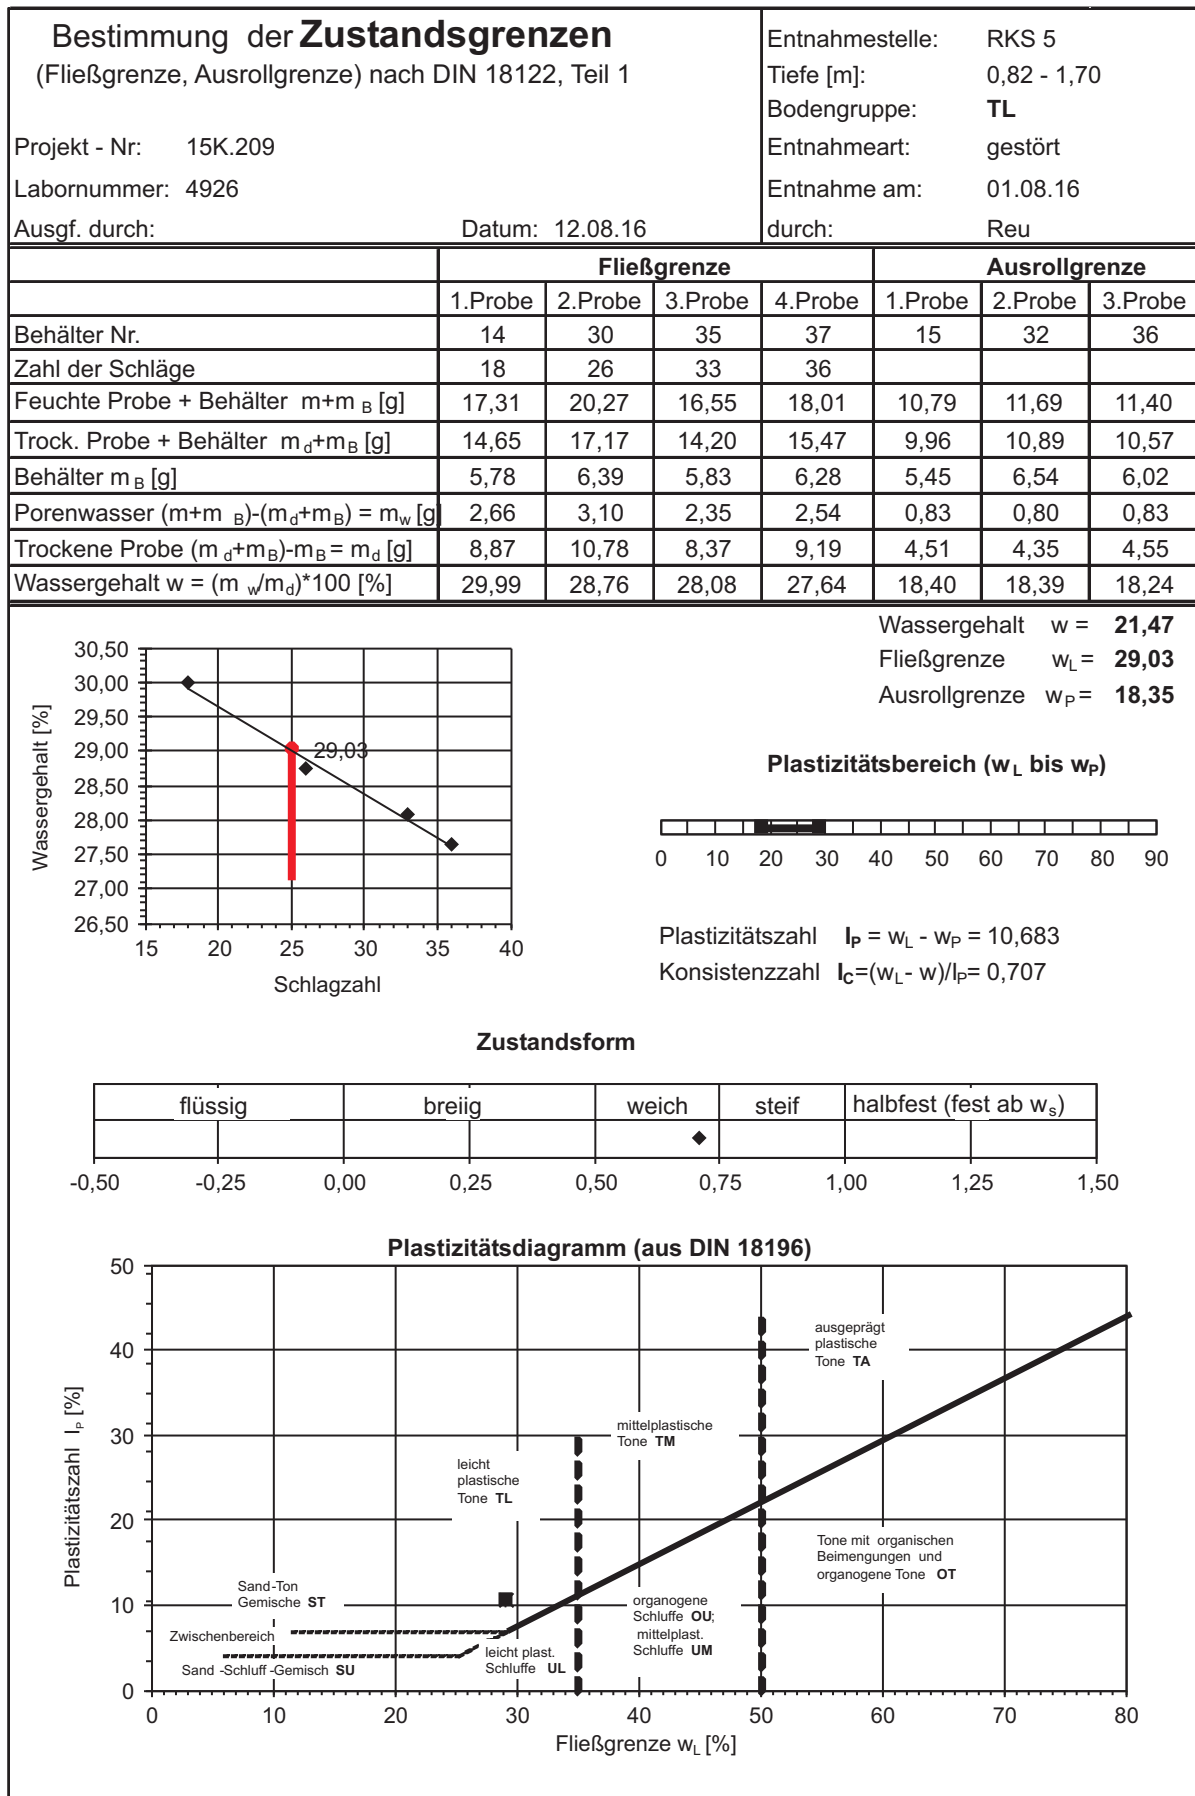 Bestimmung der Zustandsgrenzen
(Fließgrenze, Ausrollgrenze) nach DIN 18122, Teil 1
Projekt - Nr: 15K.209
Labornummer: 4926
Ausgf. durch: Datum: 12.08.16
Entnahmestelle: RKS 5
Tiefe [m]: 0,82 - 1,70
Bodengruppe: TL
Entnahmeart: gestört
Entnahme am: 01.08.16
durch: Reu
Fließgrenze Ausrollgrenze
1.Probe 2.Probe 3.Probe 4.Probe 1.Probe 2.Probe 3.Probe
Behälter Nr. 14 30 35 37 15 32 36
Zahl der Schläge 18 26 33 36
Feuchte Probe + Behälter m+m B [g] 17,31 20,27 16,55 18,01 10,79 11,69 11,40
Trock. Probe + Behälter md+mB [g] 14,65 17,17 14,20 15,47 9,96 10,89 10,57
Behälter m B [g] 5,78 6,39 5,83 6,28 5,45 6,54 6,02
Porenwasser (m+m B)-(md+mB) = mw [g] 2,66 3,10 2,35 2,54 0,83 0,80 0,83
Trockene Probe (m d+mB)-mB = md [g] 8,87 10,78 8,37 9,19 4,51 4,35 4,55
Wassergehalt w = (m w/md)*100 [%] 29,99 28,76 28,08 27,64 18,40 18,39 18,24
Wassergehalt w = 21,47
Fließgrenze wL = 29,03
Ausrollgrenze wP = 18,35
30,50
30,00
29,50
29,00
28,50
28,00
27,50
27,00
26,50
Wassergehalt [%]
29,03
15 20 25 30 35 40
Schlagzahl
Plastizitätsbereich (wL bis wP)
0 10 20 30 40 50 60 70 80 90
Plastizitätszahl IP = wL - wP = 10,683
Konsistenzzahl IC=(wL- w)/IP= 0,707
Zustandsform
flüssig breiig weich steif halbfest (fest ab ws)
-0,50 -0,25 0,00 0,25 0,50 0,75 1,00 1,25 1,50
Plastizitätsdiagramm (aus DIN 18196)
50
40
30
20
10
0
Plastizitätszahl IP [%]
ausgeprägt
plastische
Tone TA
mittelplastische
Tone TM
leicht
plastische
Tone TL
Tone mit organischen
Beimengungen und
organogene Tone OT
Sand-Ton
Gemische ST
organogene
Schluffe OU;
mittelplast.
Schluffe UM
Zwischenbereich
leicht plast.
Schluffe UL
Sand -Schluff -Gemisch SU
0 10 20 30 40 50 60 70 80
Fließgrenze wL [%]